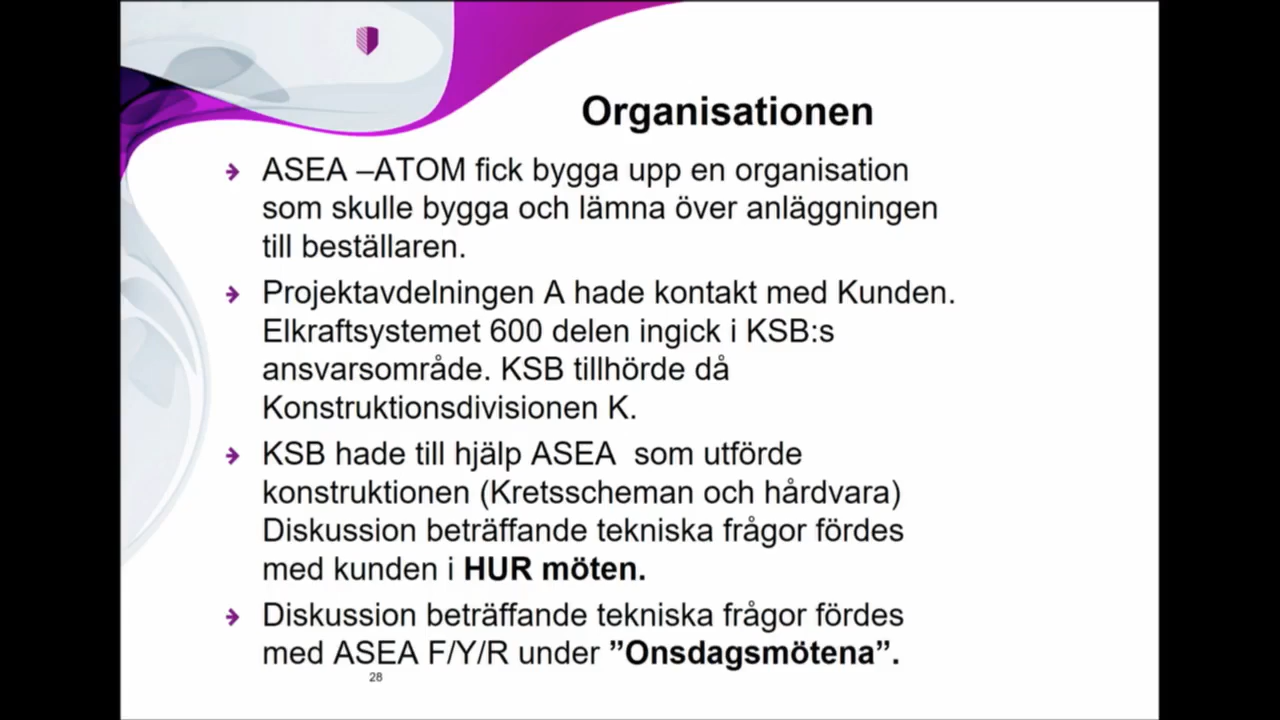 Organisationen
ASEA –ATOM fick bygga upp en organisation
som skulle bygga och lämna över anläggningen
till beställaren.
Projektavdelningen A hade kontakt med Kunden.
Elkraftsystemet 600 delen ingick i KSB:s
ansvarsområde. KSB tillhörde då
Konstruktionsdivisionen K.
KSB hade till hjälp ASEA  som utförde
konstruktionen (Kretsscheman och hårdvara)
Diskussion beträffande tekniska frågor fördes
med kunden i HUR möten.
Diskussion beträffande tekniska frågor fördes
med ASEA F/Y/R under ”Onsdagsmötena”.
28